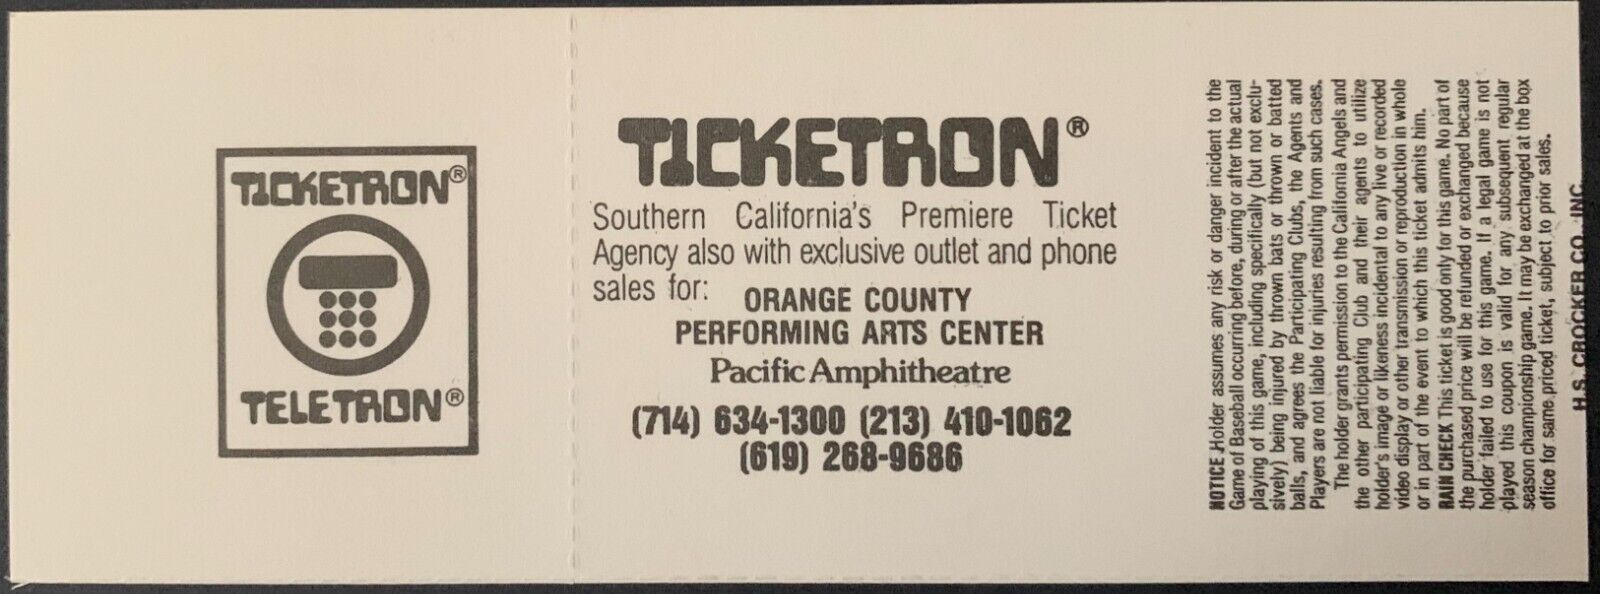 TICKETRON®
TELETRON®
TICKETRON®
Southern California's Premiere Ticket
Agency also with exclusive outlet and phone
sales for:
ORANGE COUNTY
PERFORMING ARTS CENTER
Pacific Amphitheatre
(714) 634-1300 (213) 410-1062
(619) 268-9686
NOTICE Holder assumes any risk or danger incident to the
Game of Baseball occurring before, during or after the actual
playing of this game, including specifically (but not exclu-
sively) being injured by thrown bats or thrown or batted
balls, and agrees the Participating Clubs, the Agents and
Players are not liable for injuries resulting from such cases.
The holder grants permission to the California Angels and
the other participating Club and their agents to utilize
holder's image or likeness incidental to any live or recorded
video display or other transmission or reproduction in whole
or in part of the event to which this ticket admits him.
RAIN CHECK This ticket is good only for this game. No part of
the purchased price will be refunded or exchanged because
holder failed to use for this game. If a legal game is not
played this coupon is valid for any subsequent regular
season championship game. It may be exchanged at the box
office for same priced ticket, subject to prior sales.
H.S. CROCKER CO. INC.